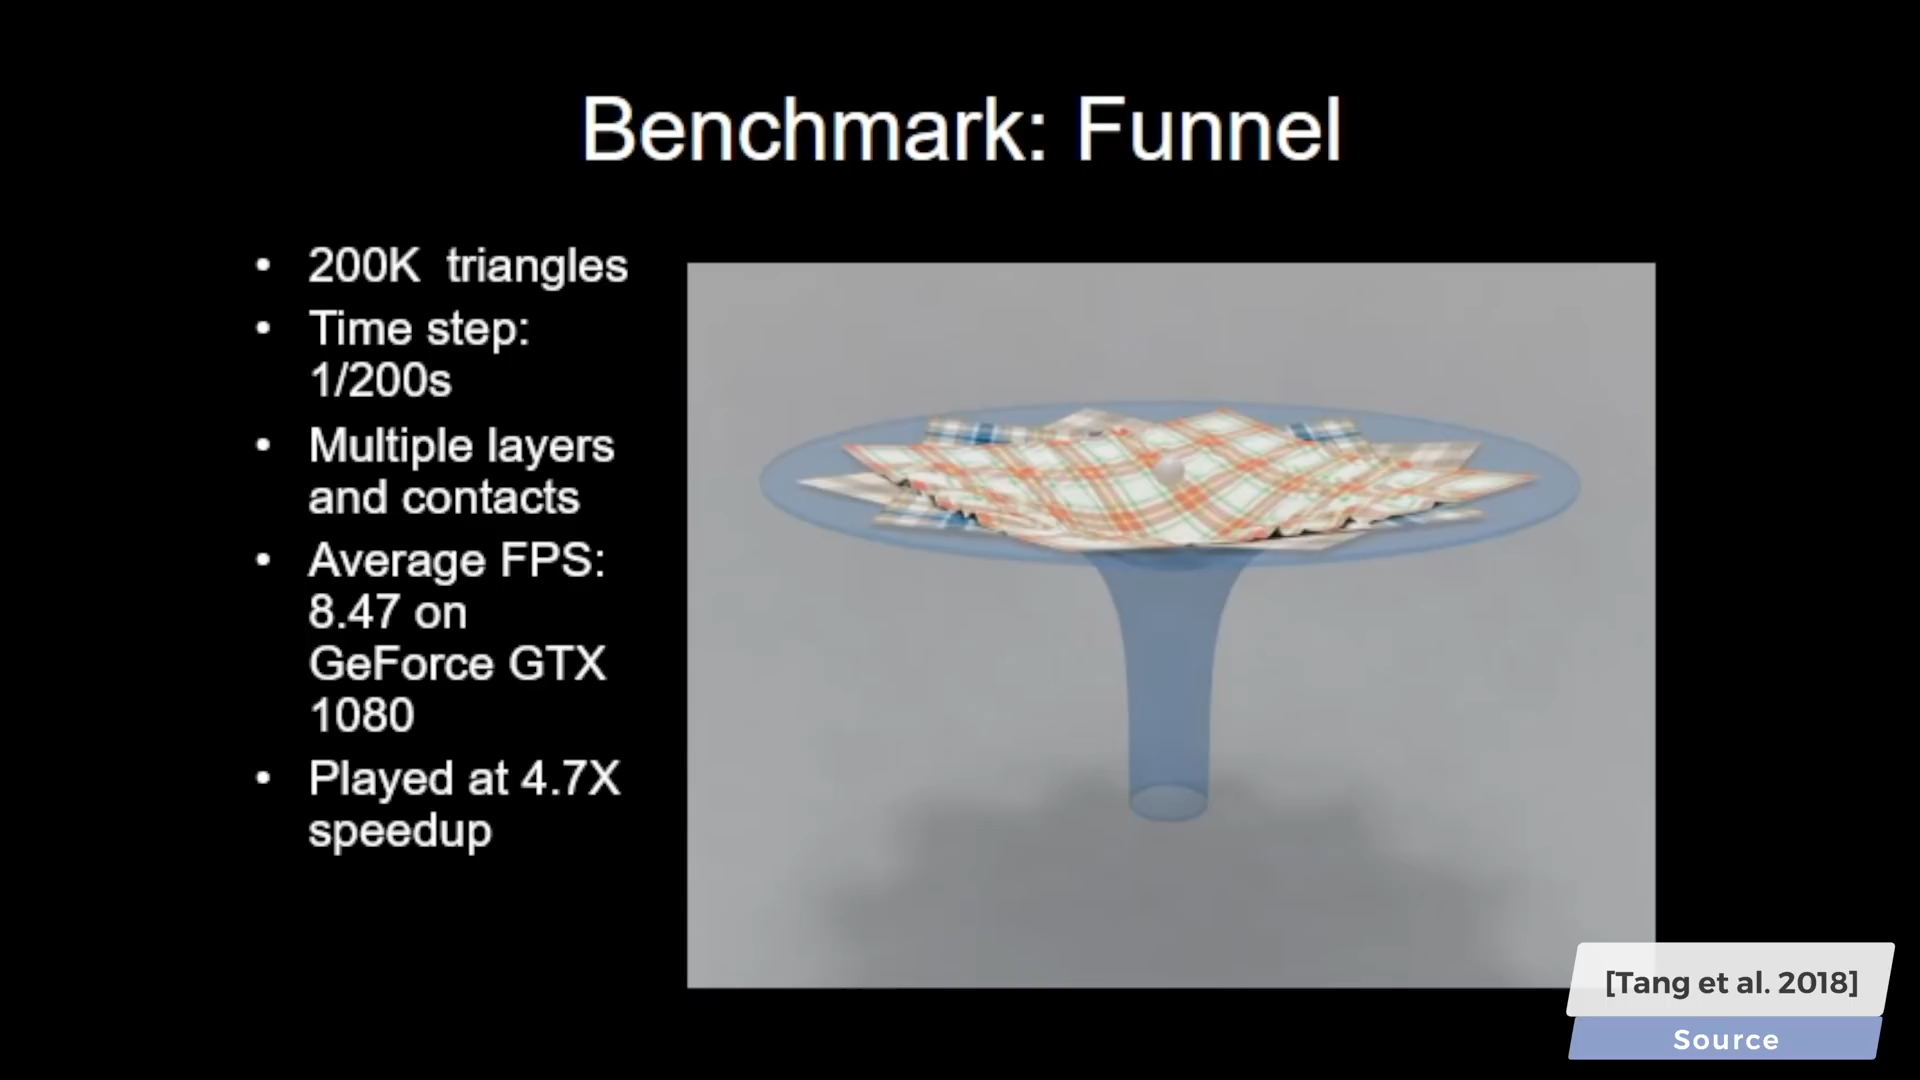 Benchmark: Funnel
• 200K  triangles
• Time step:
1/200s
• Multiple layers
and contacts
• Average FPS:
8.47 on
GeForce GTX
1080
• Played at 4.7X
speedup
[Tang et al. 2018]
Source